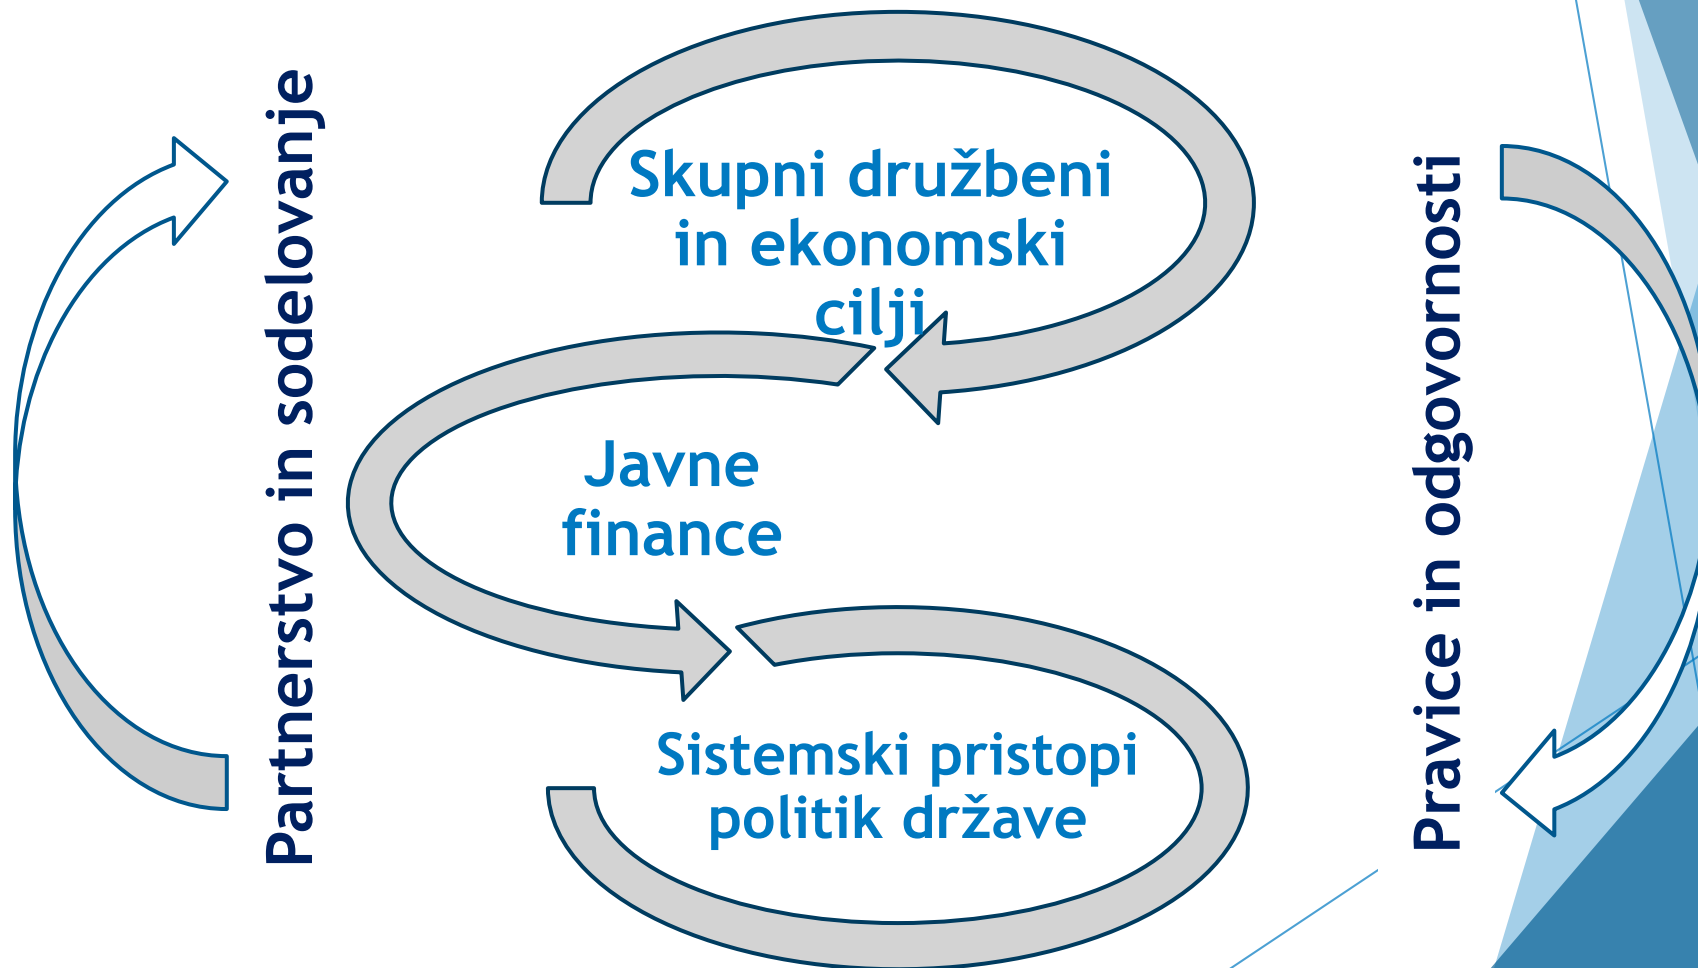 Partnerstvo in sodelovanje
Skupni družbeni
in ekonomski
cilji
Javne
finance
Sistemski pristopi
politik države
Pravice in odgovornosti